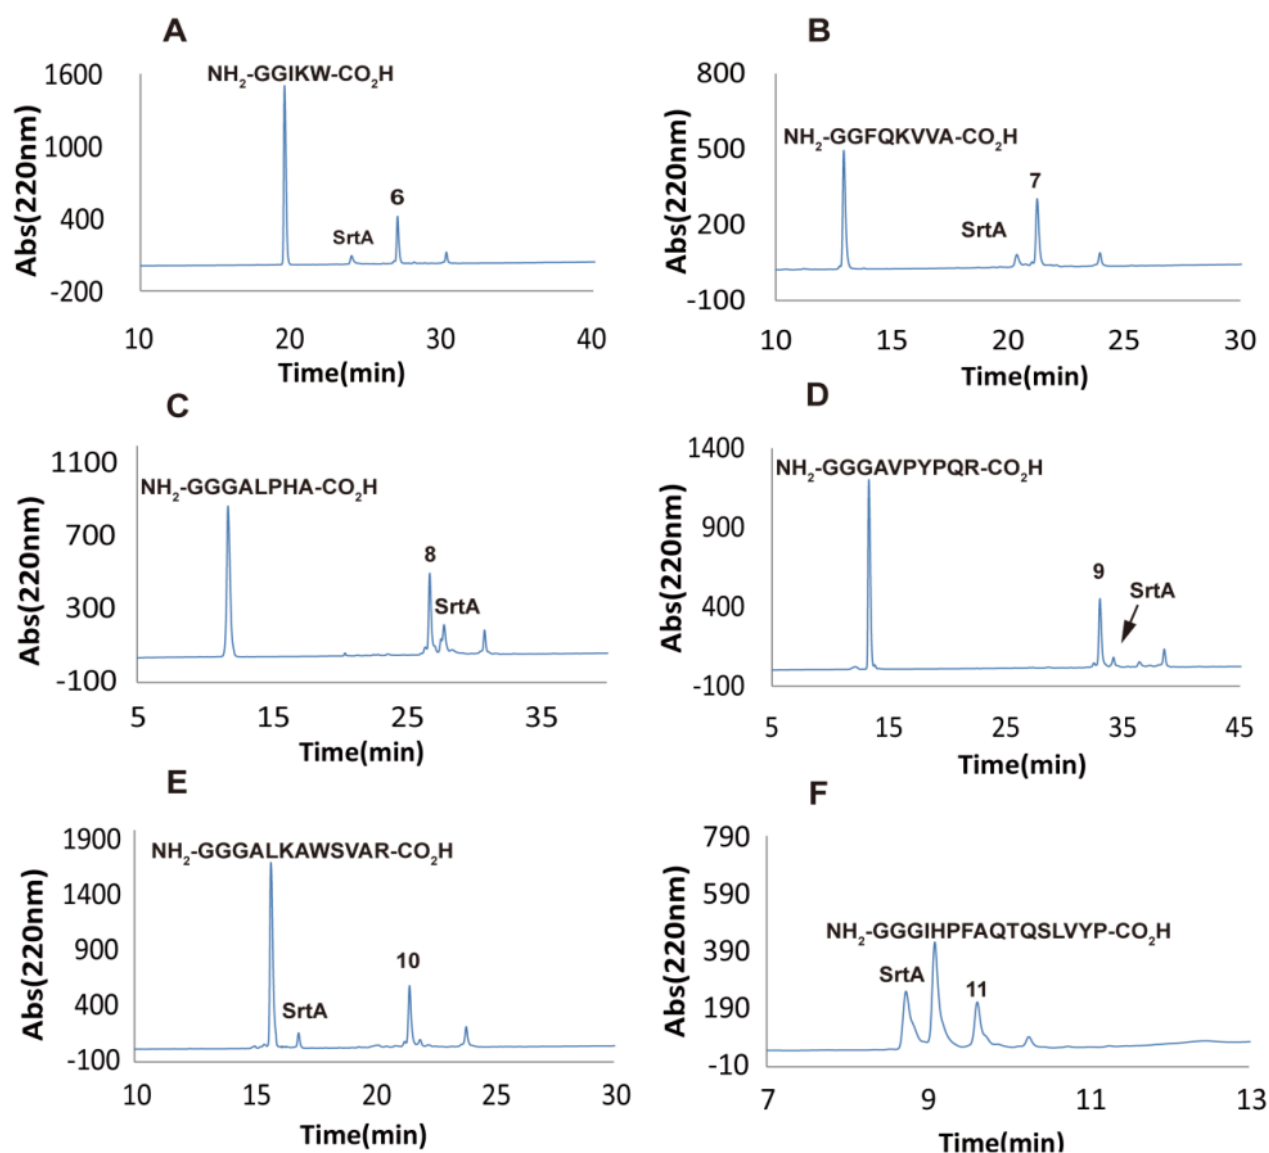 A
NH2-GGIKW-CO2H
1600
1000
400
-200
Abs(220nm)
SrtA
6
10 20 30 40
Time(min)
B
NH2-GGFQKVVA-CO2H
800
500
200
-100
Abs(220nm)
SrtA
7
10 15 20 25 30
Time(min)
C
NH2-GGGALPHA-CO2H
1100
700
300
-100
Abs(220nm)
8
SrtA
5 15 25 35
Time(min)
D
NH2-GGGAVPYPQR-CO2H
1400
900
400
-100
Abs(220nm)
9
SrtA
5 15 25 35 45
Time(min)
E
NH2-GGGALKAWSVAR-CO2H
1900
1400
900
400
-100
Abs(220nm)
SrtA
10
10 15 20 25 30
Time(min)
F
NH2-GGGIHPFAQTQSLVYP-CO2H
790
590
390
190
-10
Abs(220nm)
SrtA
11
7 9 11 13
Time(min)